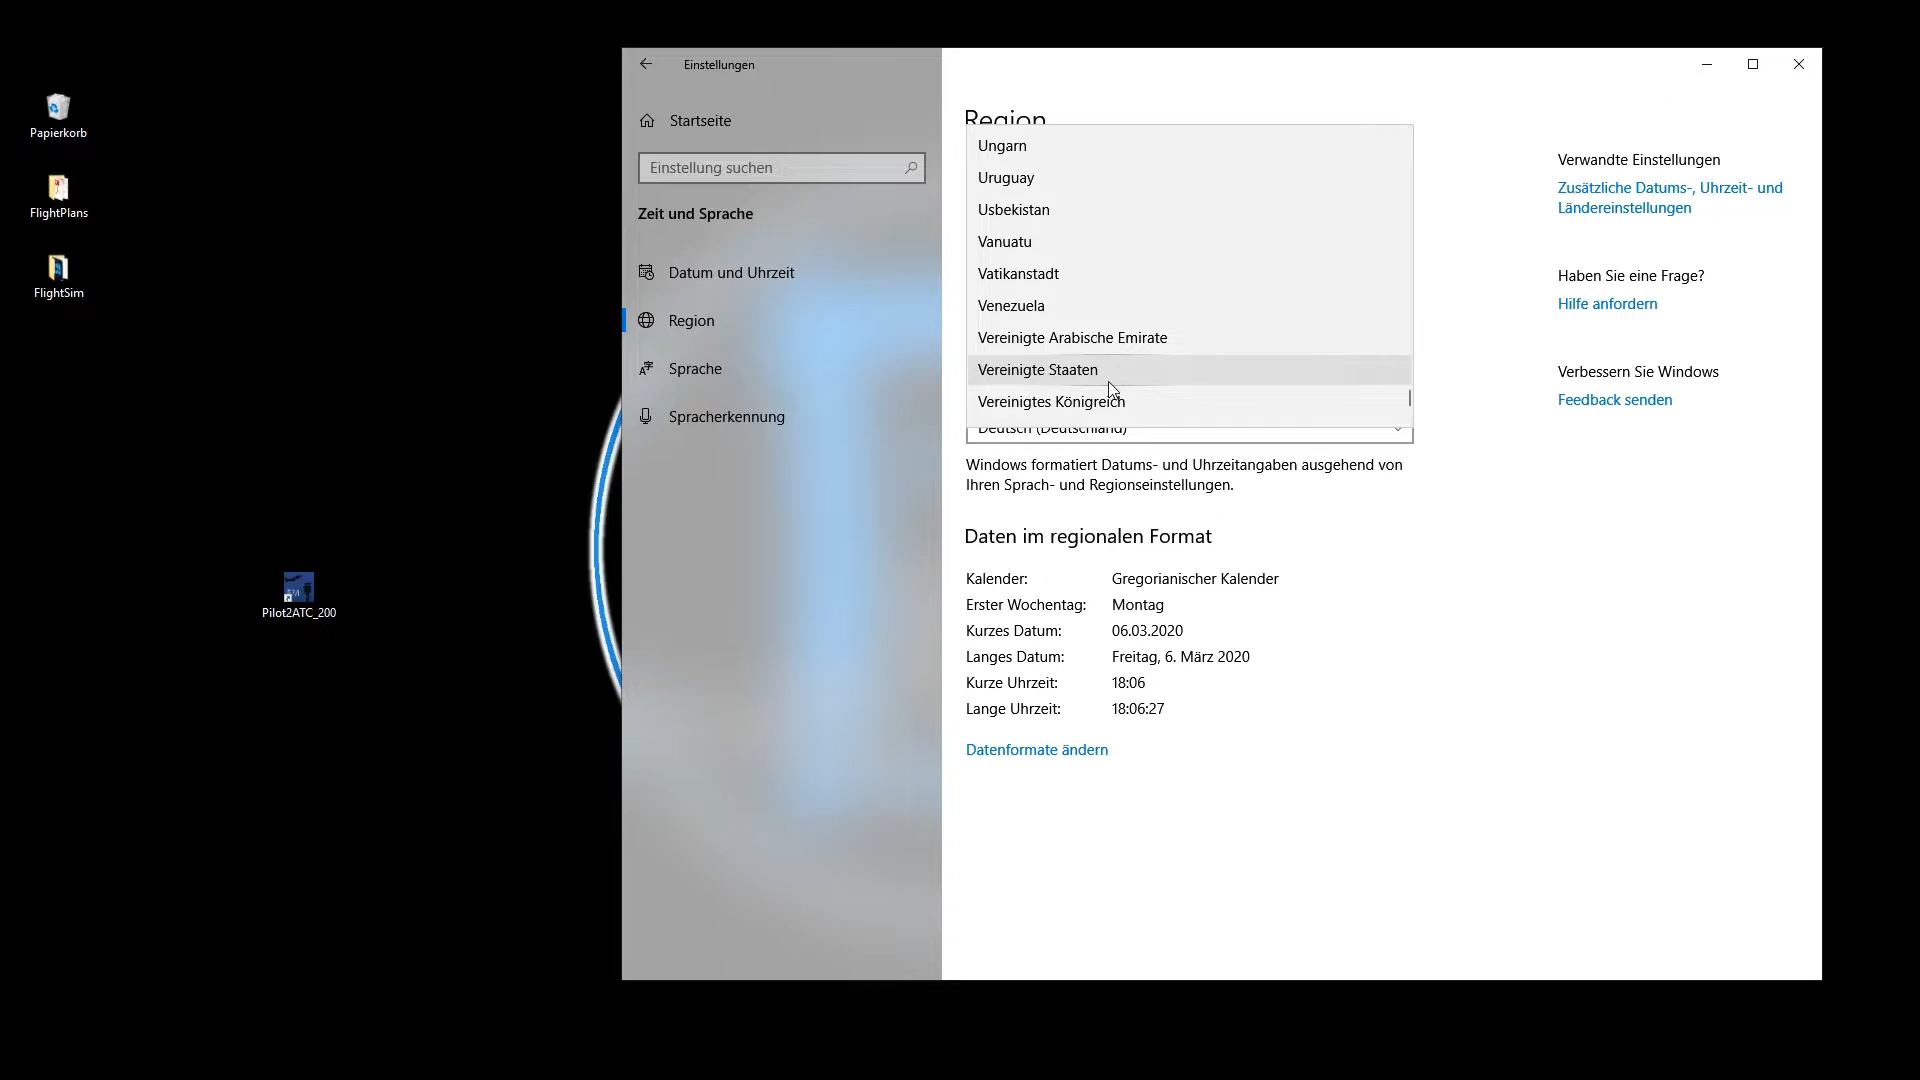 Papierkorb
FlightPlans
FlightSim
Pilot2ATC_200
Einstellungen
Startseite
Einstellung suchen
Zeit und Sprache
Datum und Uhrzeit
Region
Sprache
Spracherkennung
Region
Ungarn
Uruguay
Usbekistan
Vanuatu
Vatikanstadt
Venezuela
Vereinigte Arabische Emirate
Vereinigte Staaten
Vereinigtes Königreich
Deutsch (Deutschland)
Windows formatiert Datums- und Uhrzeitangaben ausgehend von
Ihren Sprach- und Regionseinstellungen.
Daten im regionalen Format
Kalender: Gregorianischer Kalender
Erster Wochentag: Montag
Kurzes Datum: 06.03.2020
Langes Datum: Freitag, 6. März 2020
Kurze Uhrzeit: 18:06
Lange Uhrzeit: 18:06:27
Datenformate ändern
Verwandte Einstellungen
Zusätzliche Datums-, Uhrzeit- und
Ländereinstellungen
Haben Sie eine Frage?
Hilfe anfordern
Verbessern Sie Windows
Feedback senden